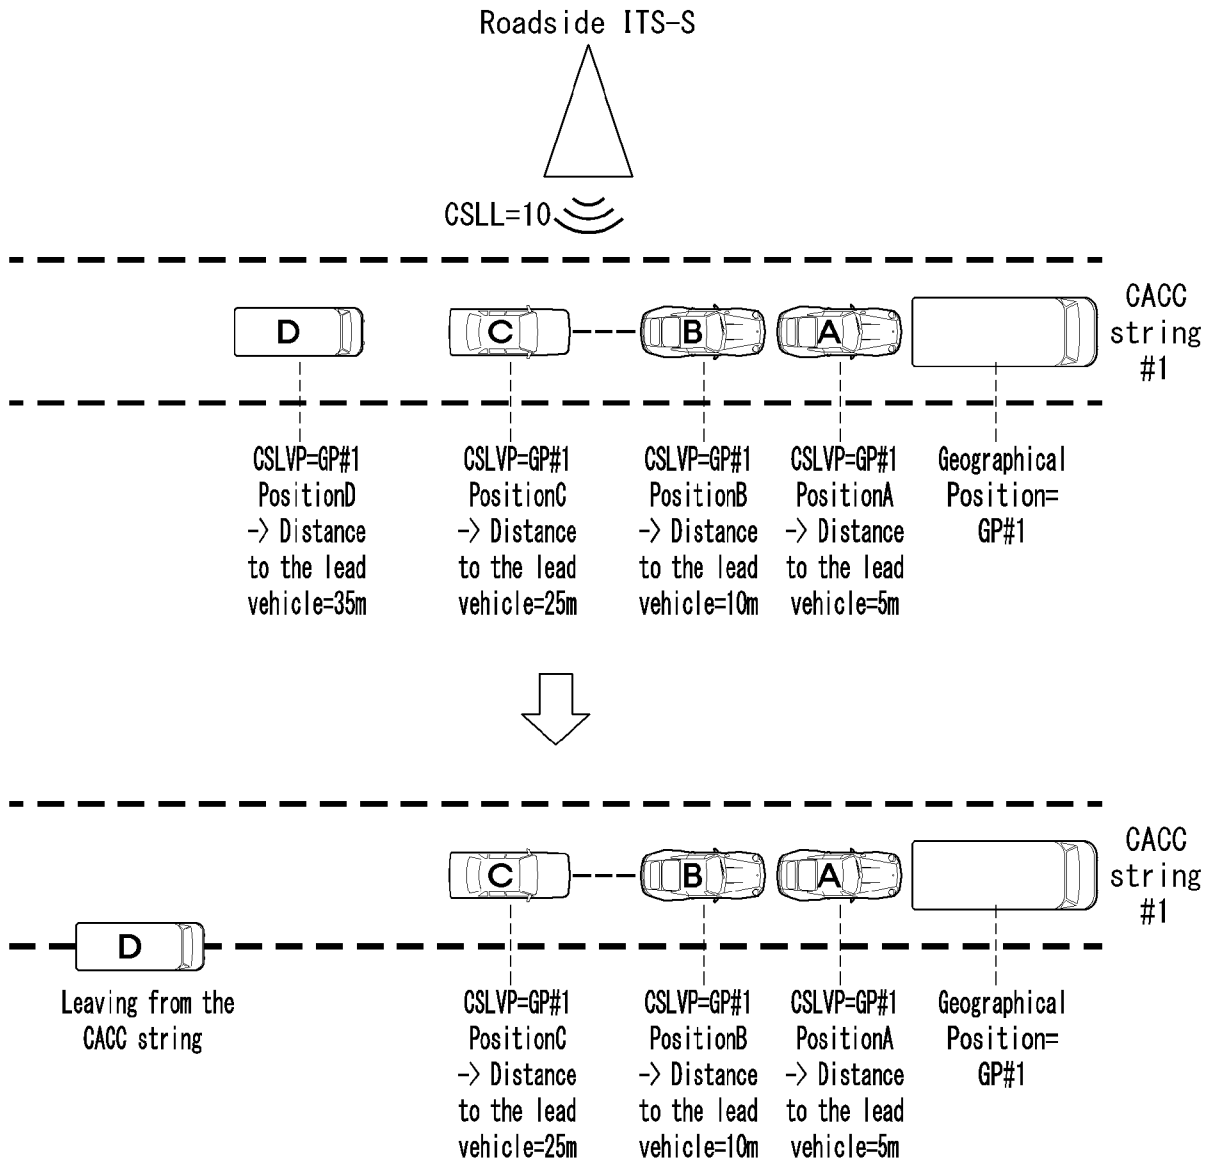 Roadside ITS-S
CSLL=10
CACC
string
#1
D
C
B
A
CSLVP=GP#1
PositionD
-> Distance
to the lead
vehicle=35m
CSLVP=GP#1
PositionC
-> Distance
to the lead
vehicle=25m
CSLVP=GP#1
PositionB
-> Distance
to the lead
vehicle=10m
CSLVP=GP#1
PositionA
-> Distance
to the lead
vehicle=5m
Geographical
Position=
GP#1
CACC
string
#1
C
B
A
D
Leaving from the
CACC string
CSLVP=GP#1
PositionC
-> Distance
to the lead
vehicle=25m
CSLVP=GP#1
PositionB
-> Distance
to the lead
vehicle=10m
CSLVP=GP#1
PositionA
-> Distance
to the lead
vehicle=5m
Geographical
Position=
GP#1